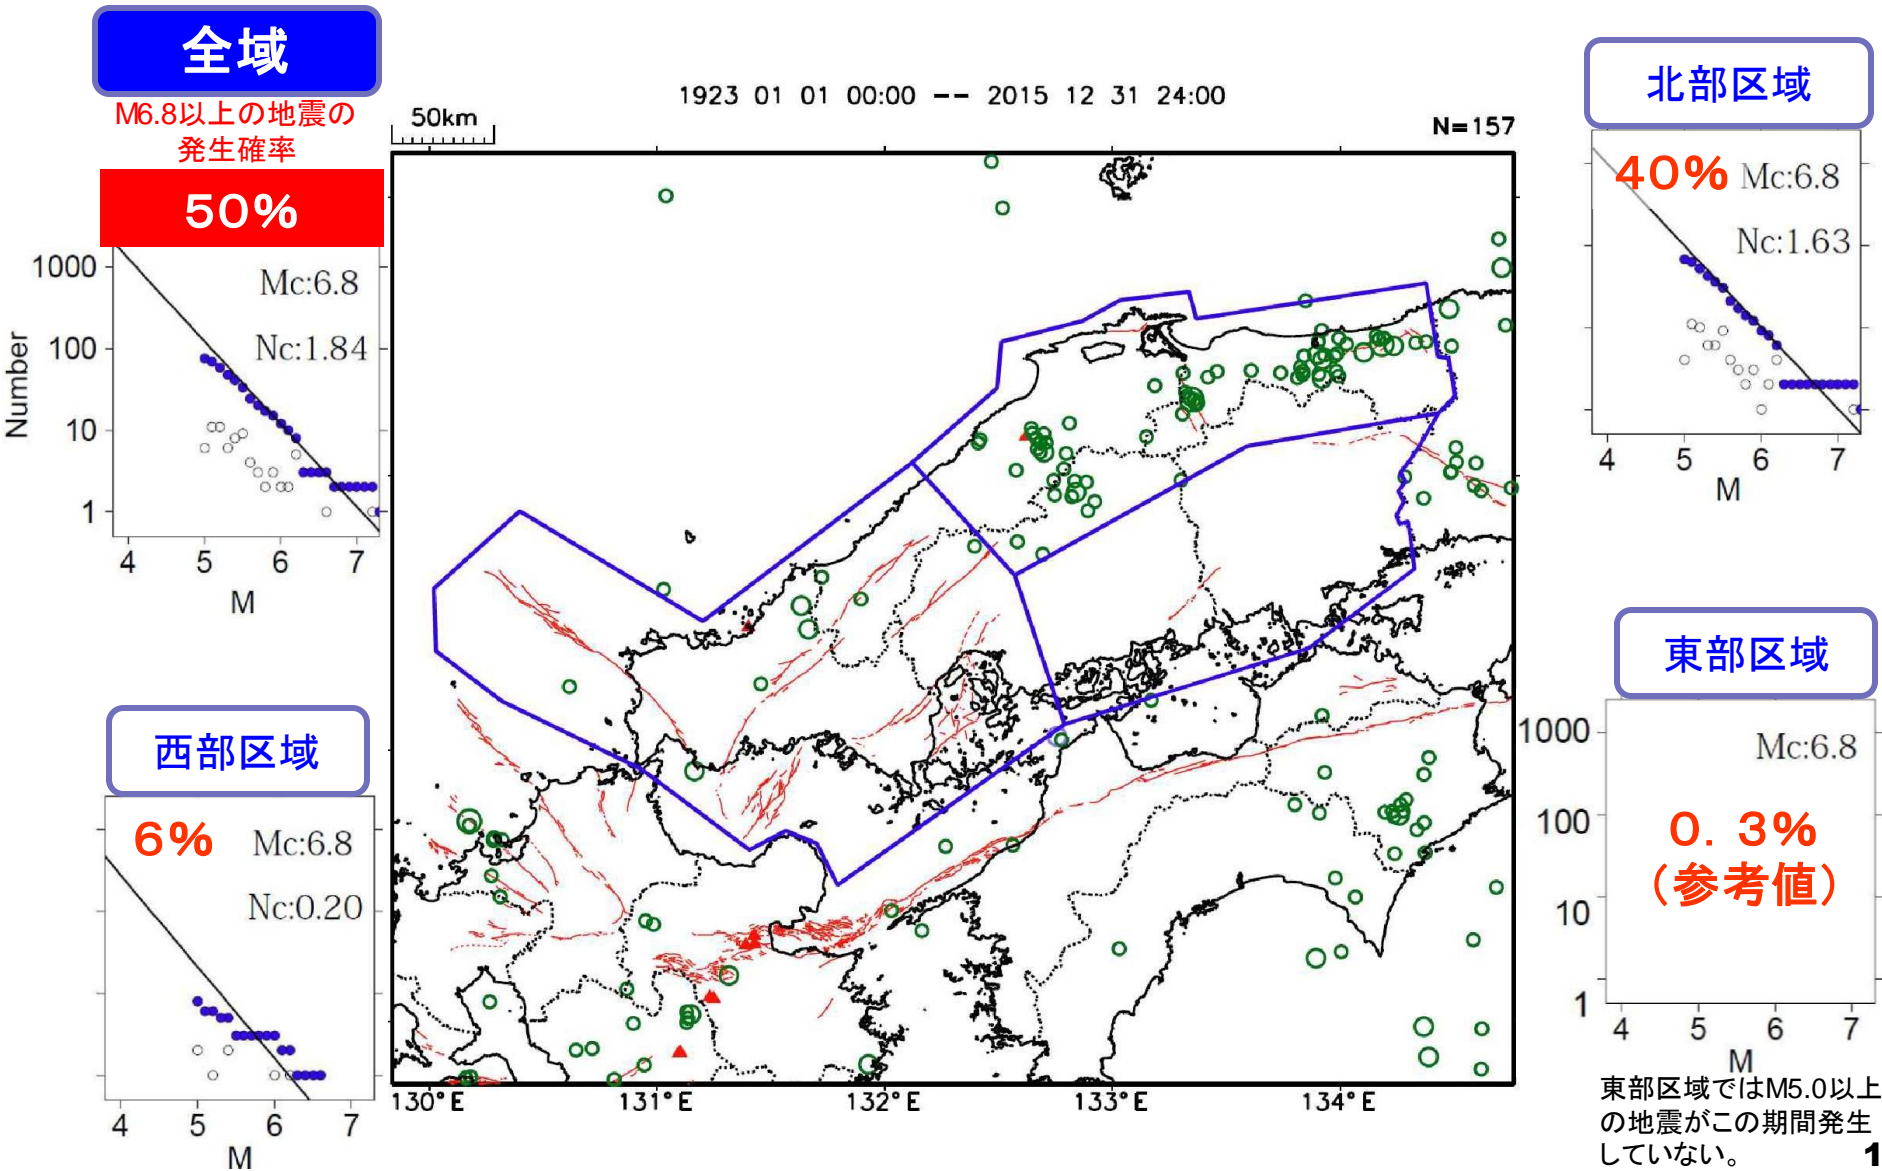 全域
M6.8以上の地震の
発生確率
50%
Number
1000
100
10
1
Mc:6.8
Nc:1.84
4 5 6 7
M
西部区域
6%
Mc:6.8
Nc:0.20
4 5 6 7
M
1923 01 01 00:00 -- 2015 12 31 24:00
50km
N=157
130°E 131°E 132°E 133°E 134°E
北部区域
40%
Mc:6.8
Nc:1.63
4 5 6 7
M
東部区域
1000
100
10
1
Mc:6.8
0. 3%
(参考値)
4 5 6 7
M
東部区域ではM5.0以上
の地震がこの期間発生
していない。
1